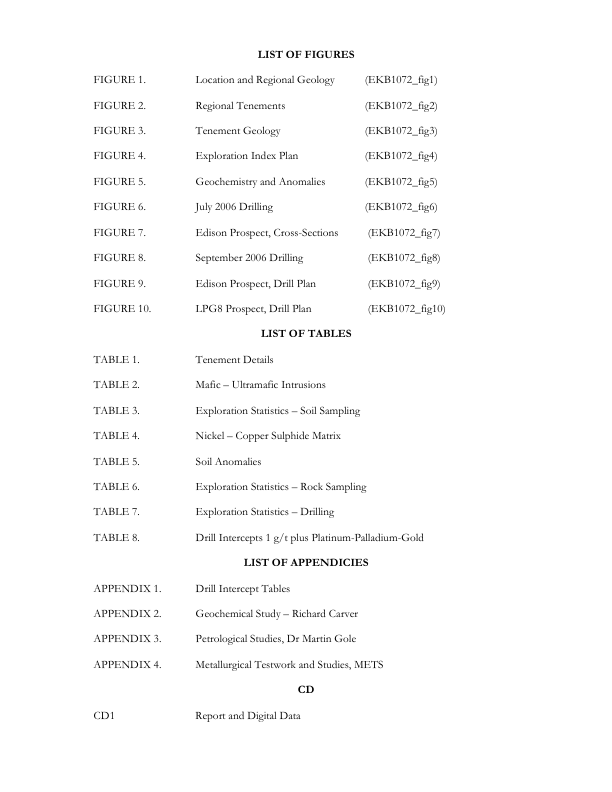 LIST OF FIGURES
FIGURE 1. Location and Regional Geology (EKB1072_fig1)
FIGURE 2. Regional Tenements (EKB1072_fig2)
FIGURE 3. Tenement Geology (EKB1072_fig3)
FIGURE 4. Exploration Index Plan (EKB1072_fig4)
FIGURE 5. Geochemistry and Anomalies (EKB1072_fig5)
FIGURE 6. July 2006 Drilling (EKB1072_fig6)
FIGURE 7. Edison Prospect, Cross-Sections (EKB1072_fig7)
FIGURE 8. September 2006 Drilling (EKB1072_fig8)
FIGURE 9. Edison Prospect, Drill Plan (EKB1072_fig9)
FIGURE 10. LPG8 Prospect, Drill Plan (EKB1072_fig10)
LIST OF TABLES
TABLE 1. Tenement Details
TABLE 2. Mafic – Ultramafic Intrusions
TABLE 3. Exploration Statistics – Soil Sampling
TABLE 4. Nickel – Copper Sulphide Matrix
TABLE 5. Soil Anomalies
TABLE 6. Exploration Statistics – Rock Sampling
TABLE 7. Exploration Statistics – Drilling
TABLE 8. Drill Intercepts 1 g/t plus Platinum-Palladium-Gold
LIST OF APPENDICIES
APPENDIX 1. Drill Intercept Tables
APPENDIX 2. Geochemical Study – Richard Carver
APPENDIX 3. Petrological Studies, Dr Martin Gole
APPENDIX 4. Metallurgical Testwork and Studies, METS
CD
CD1 Report and Digital Data